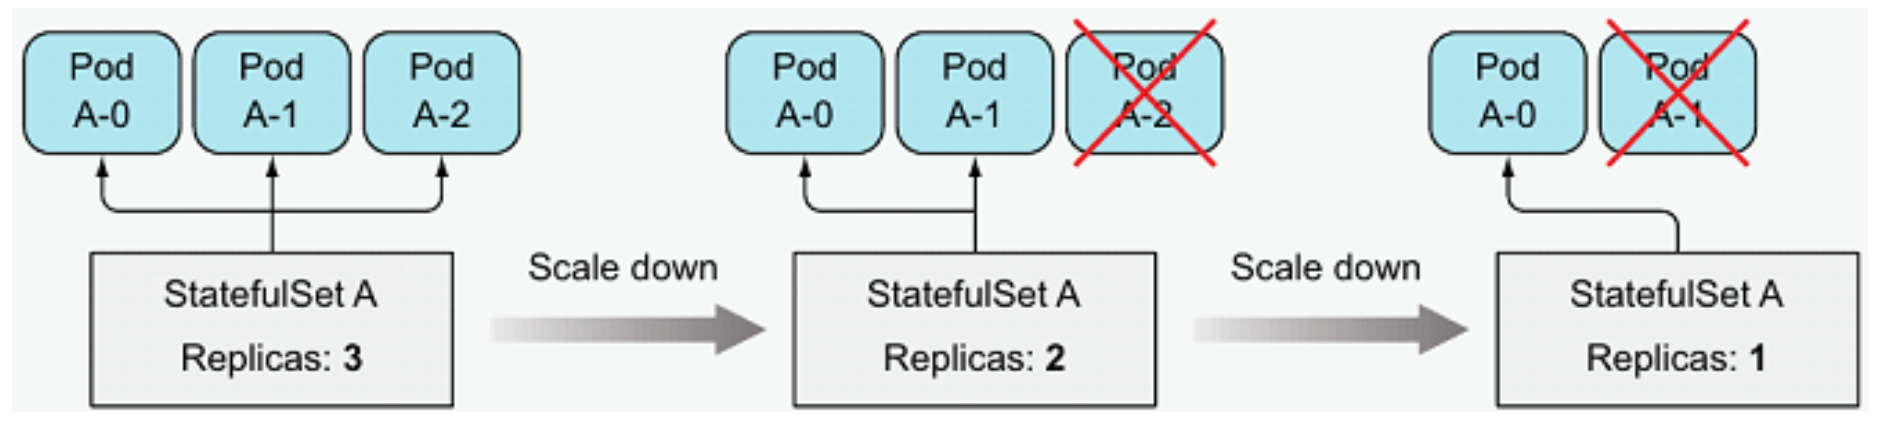 Pod
A-0
Pod
A-1
Pod
A-2
StatefulSet A
Replicas: 3
Scale down
Pod
A-0
Pod
A-1
Pod
A-2
StatefulSet A
Replicas: 2
Scale down
Pod
A-0
Pod
A-1
StatefulSet A
Replicas: 1